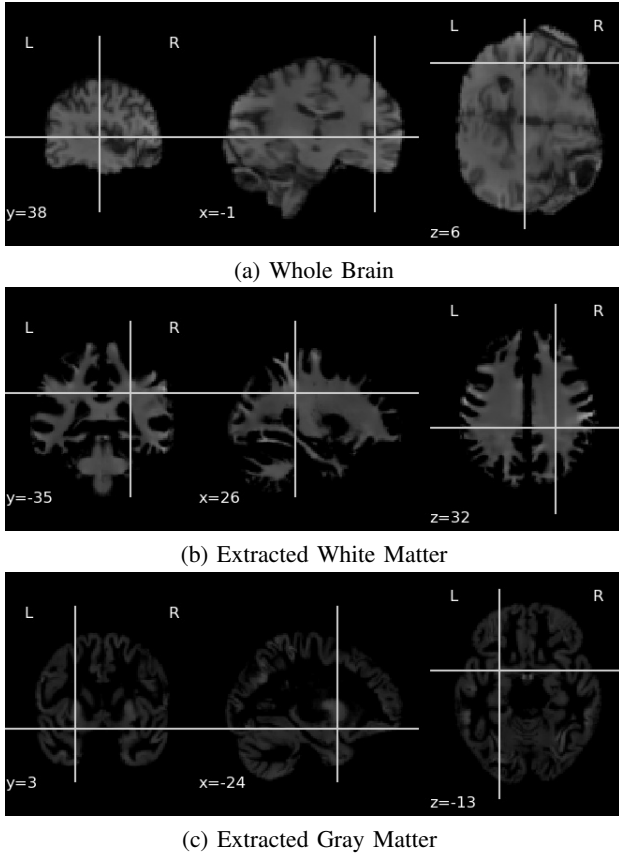 L R L R
y=38 x=-1 z=6
(a) Whole Brain
L R L R
y=-35 x=26 z=32
(b) Extracted White Matter
L R L R
y=3 x=-24 z=-13
(c) Extracted Gray Matter